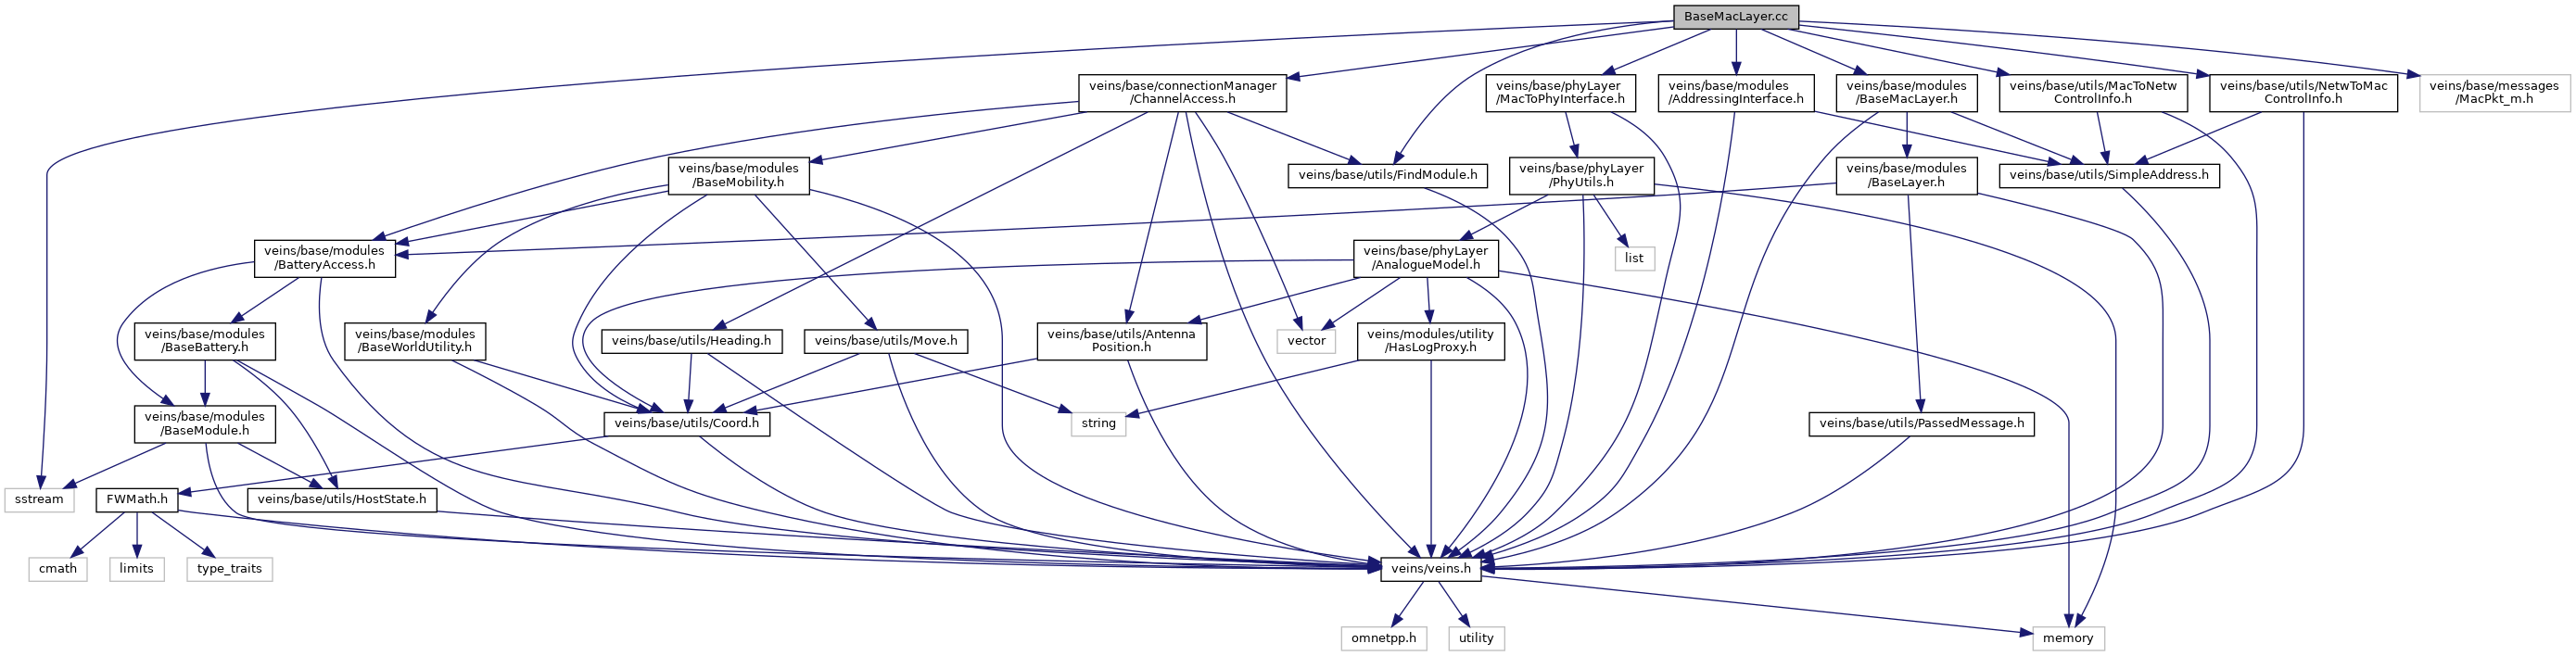 BaseMacLayer.cc
veins/base/connectionManager
/ChannelAccess.h
veins/base/phyLayer
/MacToPhyInterface.h
veins/base/modules
/AddressingInterface.h
veins/base/modules
/BaseMacLayer.h
veins/base/utils/MacToNetw
ControlInfo.h
veins/base/utils/NetwToMac
ControlInfo.h
veins/base/messages
/MacPkt_m.h
veins/base/modules
/BaseMobility.h
veins/base/utils/FindModule.h
veins/base/phyLayer
/PhyUtils.h
veins/base/modules
/BaseLayer.h
veins/base/utils/SimpleAddress.h
veins/base/modules
/BatteryAccess.h
veins/base/phyLayer
/AnalogueModel.h
list
veins/base/modules
/BaseBattery.h
veins/base/modules
/BaseWorldUtility.h
veins/base/utils/Heading.h
veins/base/utils/Move.h
veins/base/utils/Antenna
Position.h
vector
veins/modules/utility
/HasLogProxy.h
veins/base/modules
/BaseModule.h
veins/base/utils/Coord.h
string
veins/base/utils/PassedMessage.h
sstream
FWMath.h
veins/base/utils/HostState.h
cmath
limits
type_traits
veins/veins.h
omnetpp.h
utility
memory